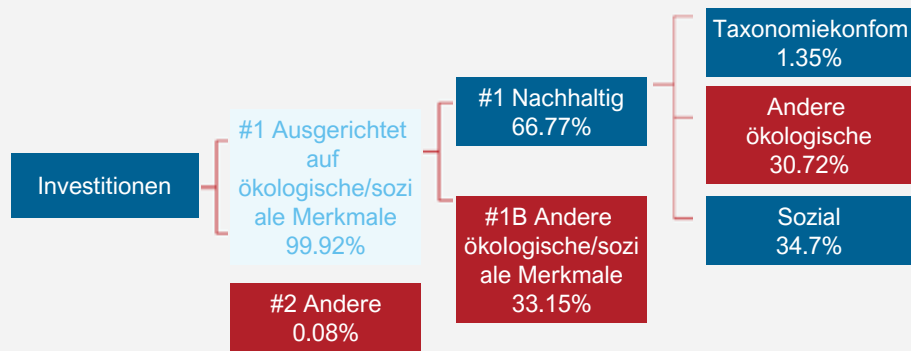 Investitionen
#1 Ausgerichtet
auf
ökologische/sozi
ale Merkmale
99.92%
#2 Andere
0.08%
#1 Nachhaltig
66.77%
#1B Andere
ökologische/sozi
ale Merkmale
33.15%
Taxonomiekonfom
1.35%
Andere
ökologische
30.72%
Sozial
34.7%